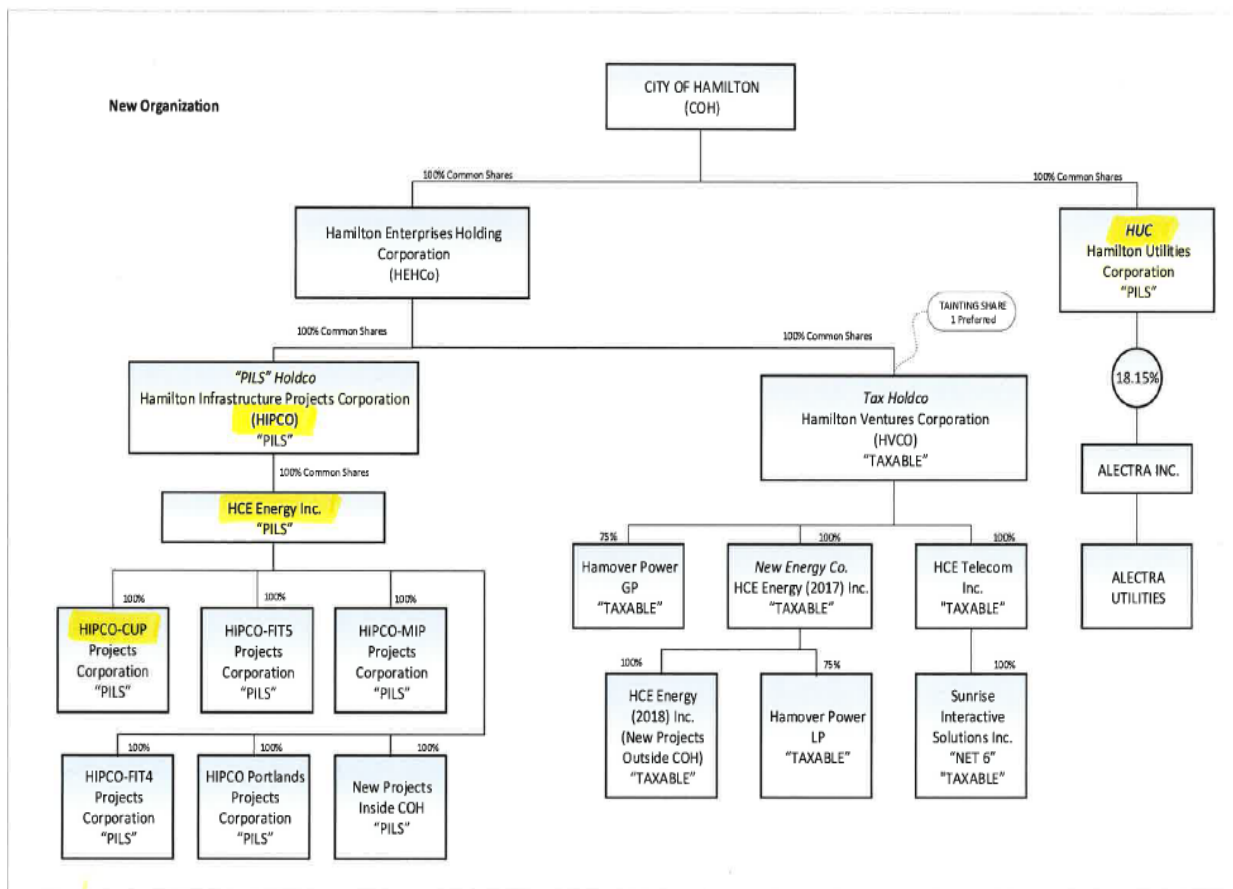 New Organization
CITY OF HAMILTON
(COH)
100% Common Shares
100% Common Shares
Hamilton Enterprises Holding
Corporation
(HEHCo)
HUC
Hamilton Utilities
Corporation
"PILS"
TAINTING SHARE
1 Preferred
100% Common Shares
100% Common Shares
"PILS" Holdco
Hamilton Infrastructure Projects Corporation
(HIPCO)
"PILS"
Tax Holdco
Hamilton Ventures Corporation
(HVCO)
"TAXABLE"
18.15%
100% Common Shares
ALECTRA INC.
HCE Energy Inc.
"PILS"
75%
100%
100%
Hamover Power
GP
"TAXABLE"
New Energy Co.
HCE Energy (2017) Inc.
"TAXABLE"
HCE Telecom
Inc.
"TAXABLE"
ALECTRA
UTILITIES
100%
100%
100%
HIPCO-CUP
Projects
Corporation
"PILS"
HIPCO-FIT5
Projects
Corporation
"PILS"
HIPCO-MIP
Projects
Corporation
"PILS"
100%
75%
100%
HCE Energy
(2018) Inc.
(New Projects
Outside COH)
"TAXABLE"
Hamover Power
LP
"TAXABLE"
Sunrise
Interactive
Solutions Inc.
"NET 6"
"TAXABLE"
100%
100%
100%
HIPCO-FIT4
Projects
Corporation
"PILS"
HIPCO Portlands
Projects
Corporation
"PILS"
New Projects
Inside COH
"PILS"